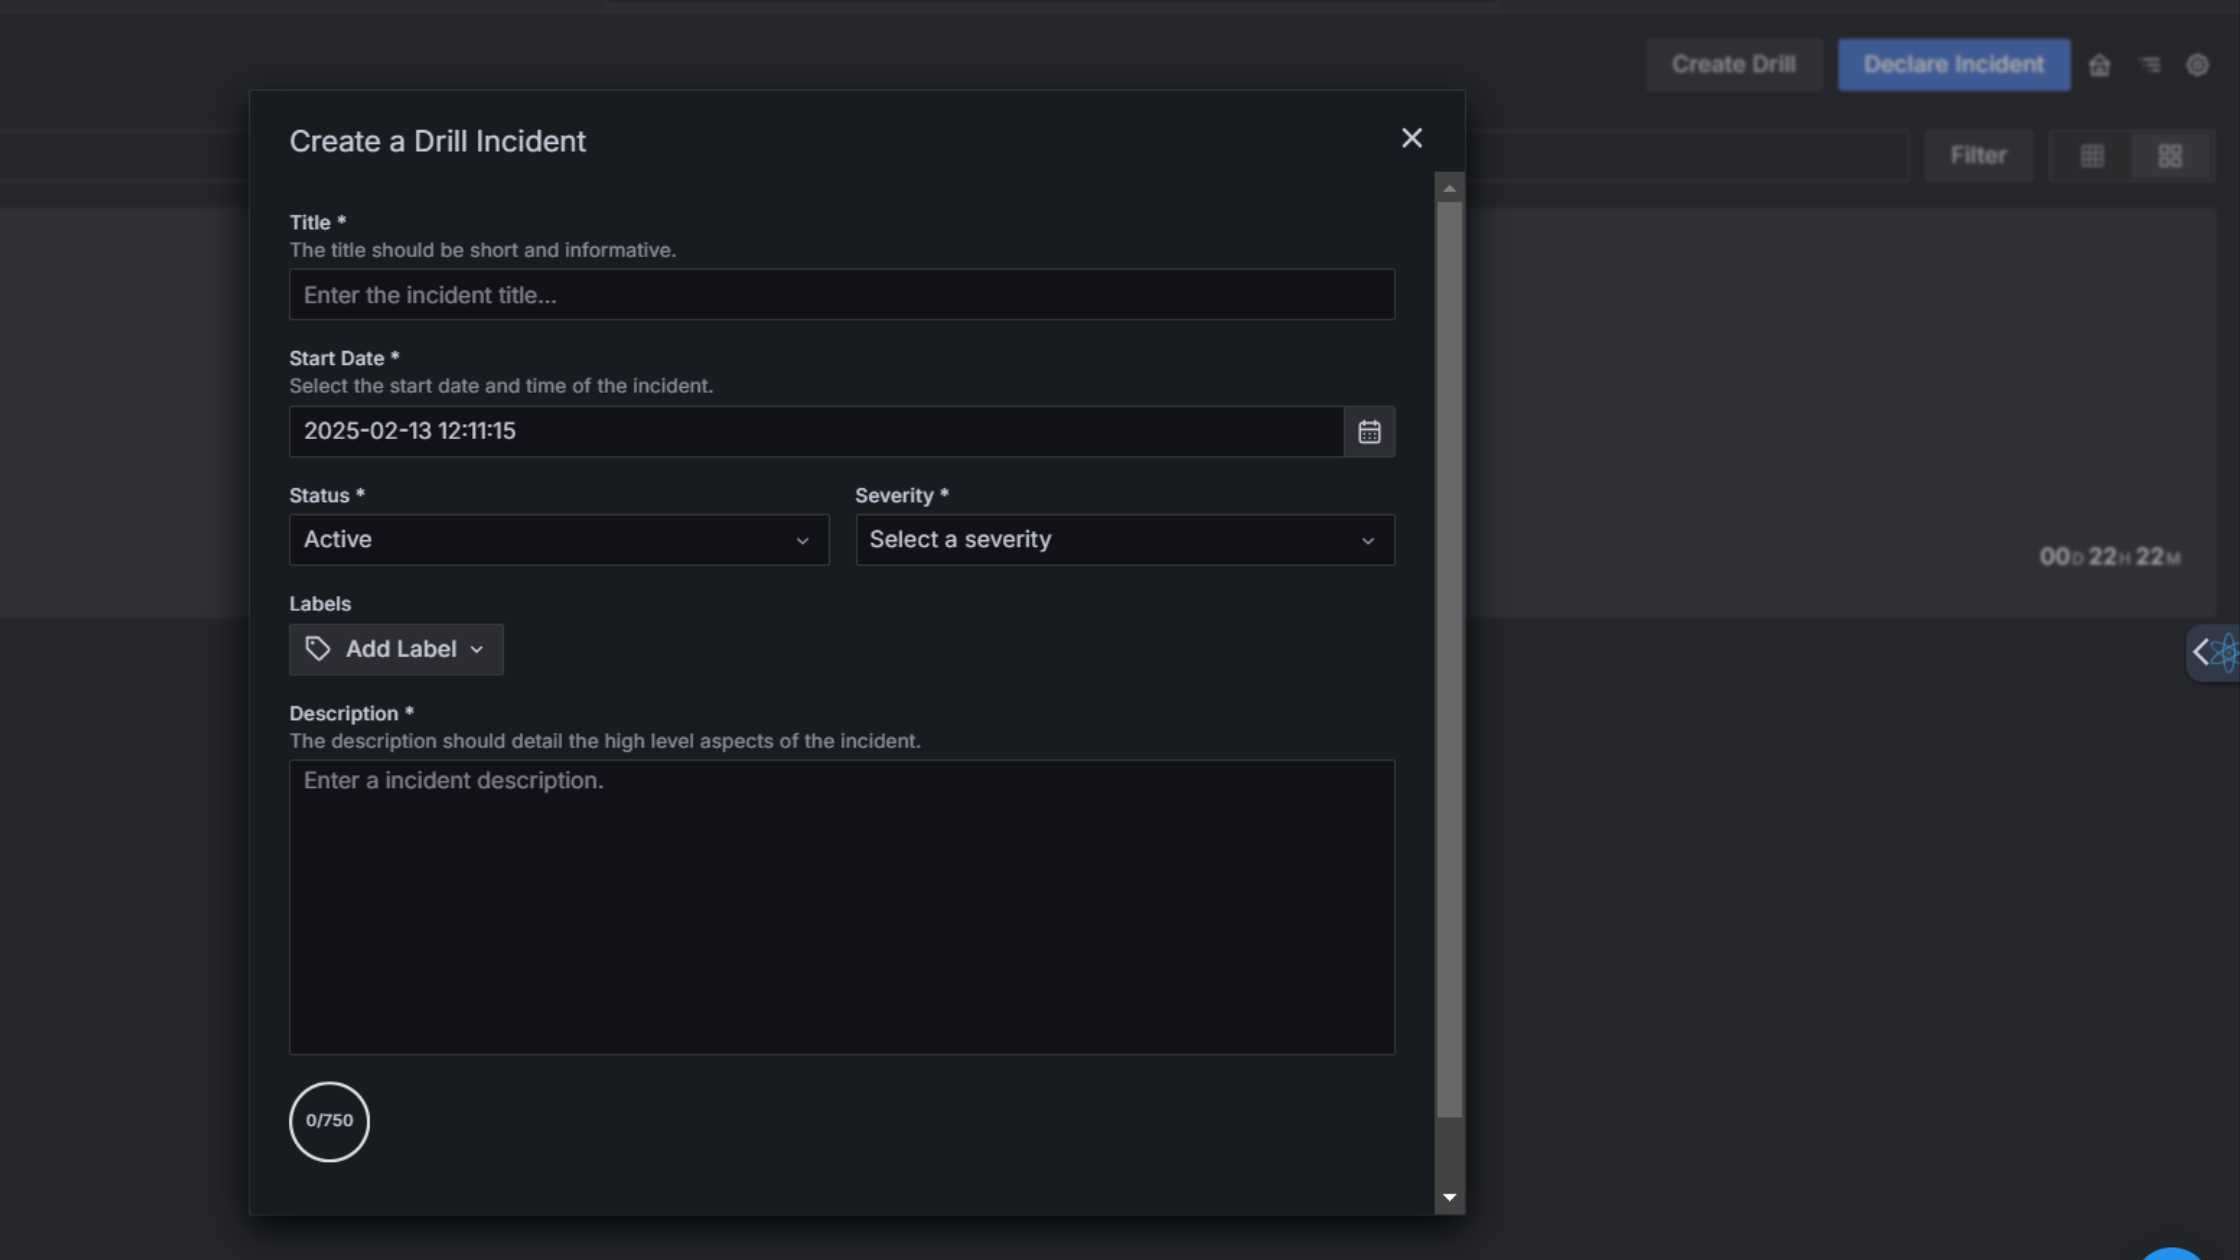 Create Drill
Declare Incident
Create a Drill Incident
Filter
Title *
The title should be short and informative.
Enter the incident title...
Start Date *
Select the start date and time of the incident.
2025-02-13 12:11:15
Status *
Severity *
Active
Select a severity
00D 22H 22M
Labels
Add Label
Description *
The description should detail the high level aspects of the incident.
Enter a incident description.
0/750